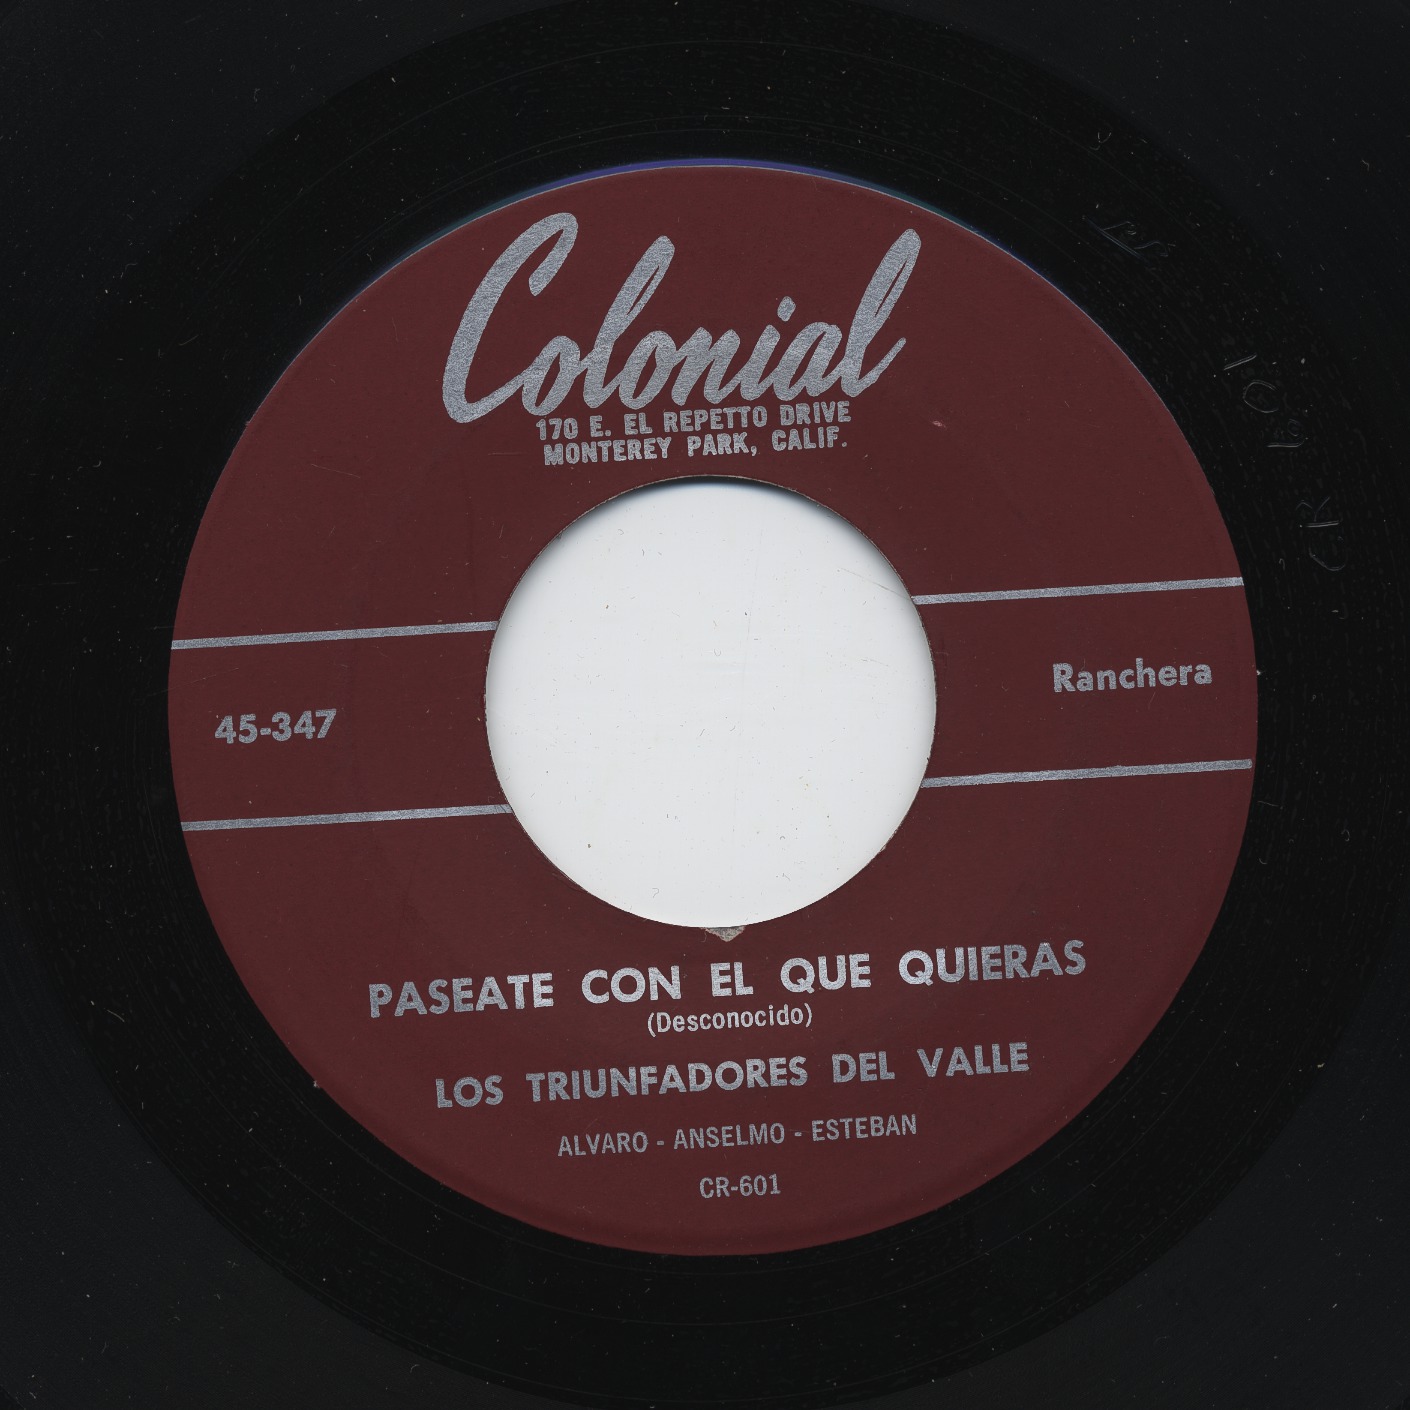 Colonial
170 E. EL REPETTO DRIVE
MONTEREY PARK, CALIF.
Ranchera
45-347
PASEATE CON EL QUE QUIERAS
(Desconocido)
LOS TRIUNFADORES DEL VALLE
ALVARO - ANSELMO - ESTEBAN
CR-601